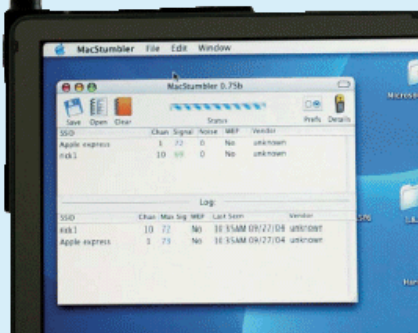 MacStumbler File Edit Window
MacStumbler 0.75b
Save Open Clear Status Prefs Details
SSID Chan Signal Noise WEP Vendor
Apple express 1 72 0 No unknown
rick1 10 69 0 No unknown
Log:
SSID Chan Max Sig WEP Last Seen Vendor
rick1 10 72 No 10:35AM 09/27/04 unknown
Apple express 1 73 No 10:35AM 09/27/04 unknown